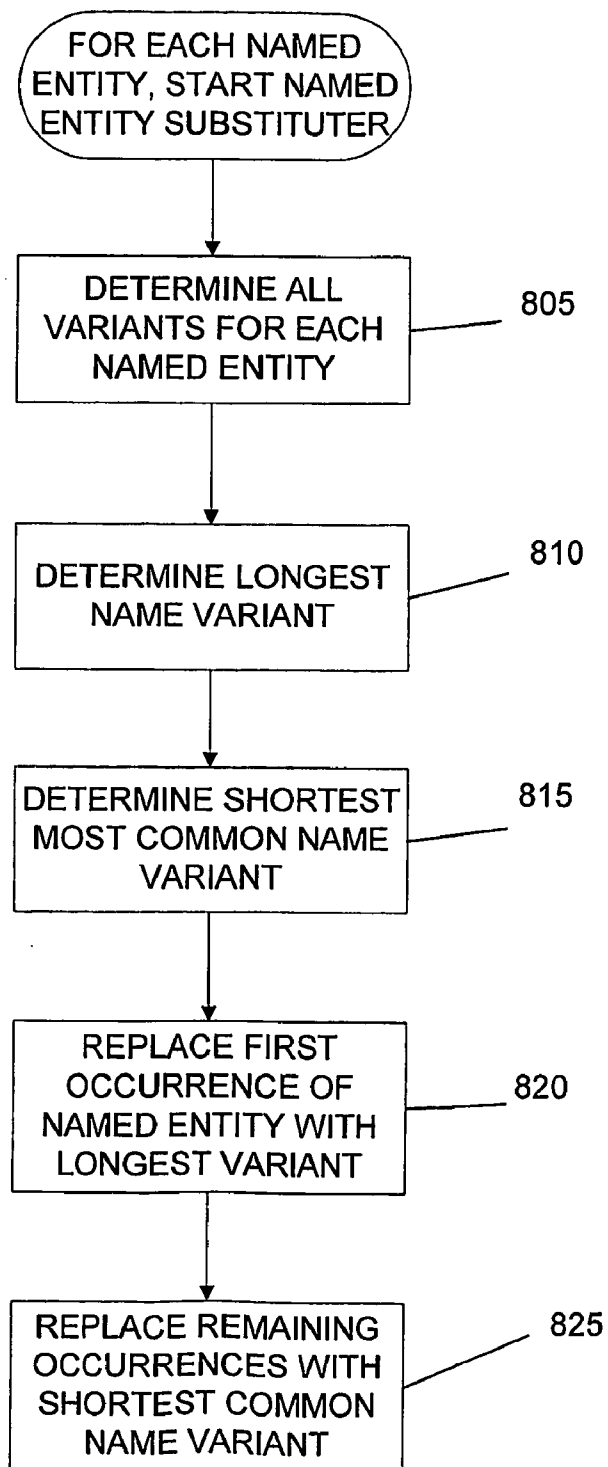 FOR EACH NAMED
ENTITY, START NAMED
ENTITY SUBSTITUTER
DETERMINE ALL
VARIANTS FOR EACH
NAMED ENTITY
805
DETERMINE LONGEST
NAME VARIANT
810
DETERMINE SHORTEST
MOST COMMON NAME
VARIANT
815
REPLACE FIRST
OCCURRENCE OF
NAMED ENTITY WITH
LONGEST VARIANT
820
REPLACE REMAINING
OCCURRENCES WITH
SHORTEST COMMON
NAME VARIANT
825